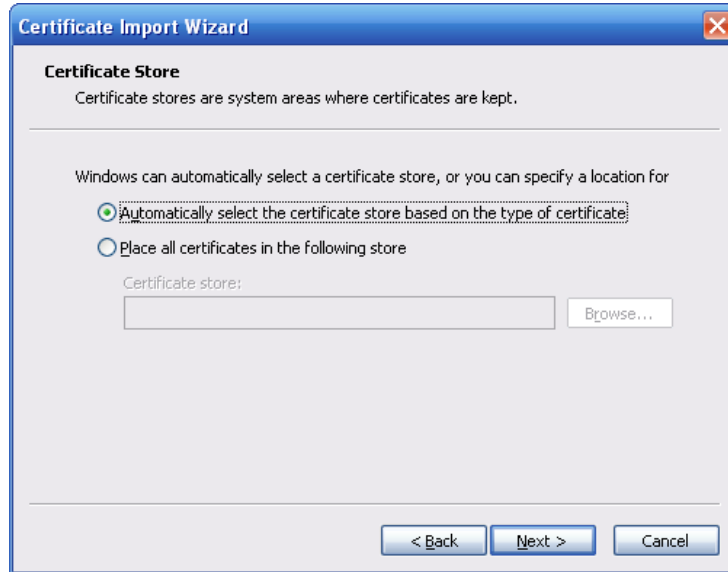 Certificate Import Wizard
Certificate Store
Certificate stores are system areas where certificates are kept.
Windows can automatically select a certificate store, or you can specify a location for
Automatically select the certificate store based on the type of certificate
Place all certificates in the following store
Certificate store:
Browse...
< Back Next > Cancel